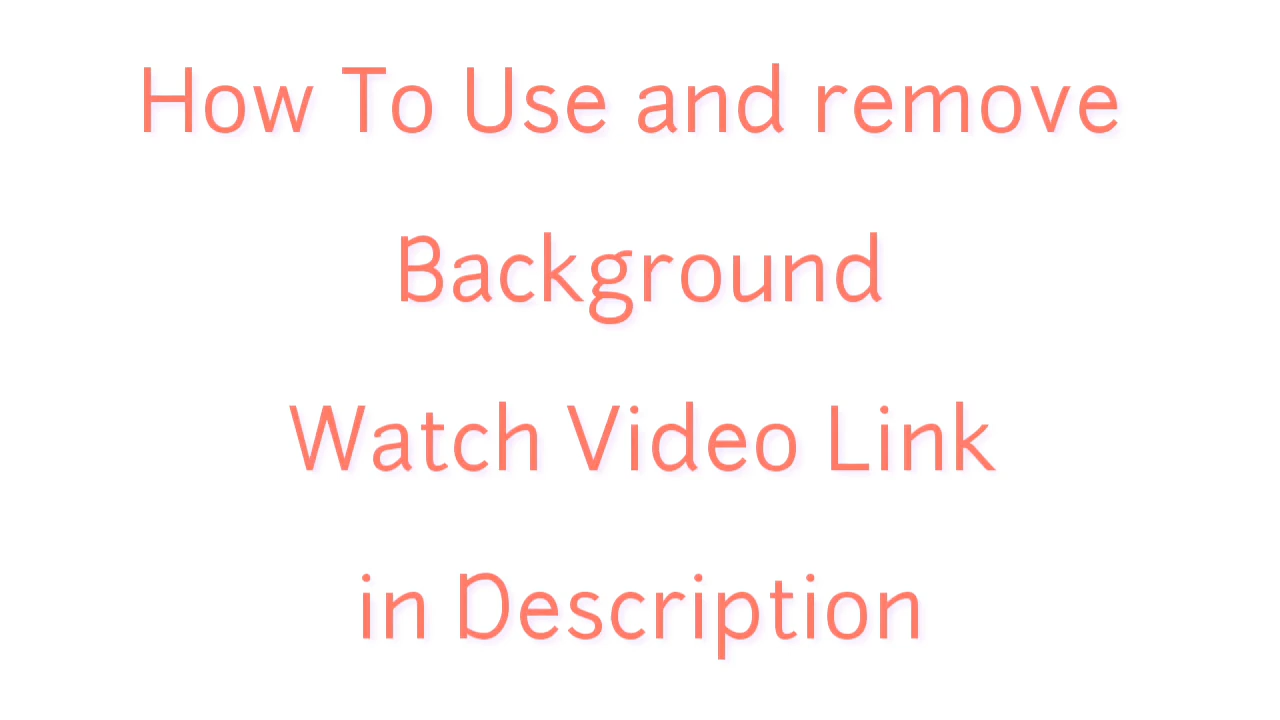 How To Use and remove
Background
Watch Video Link
in Description